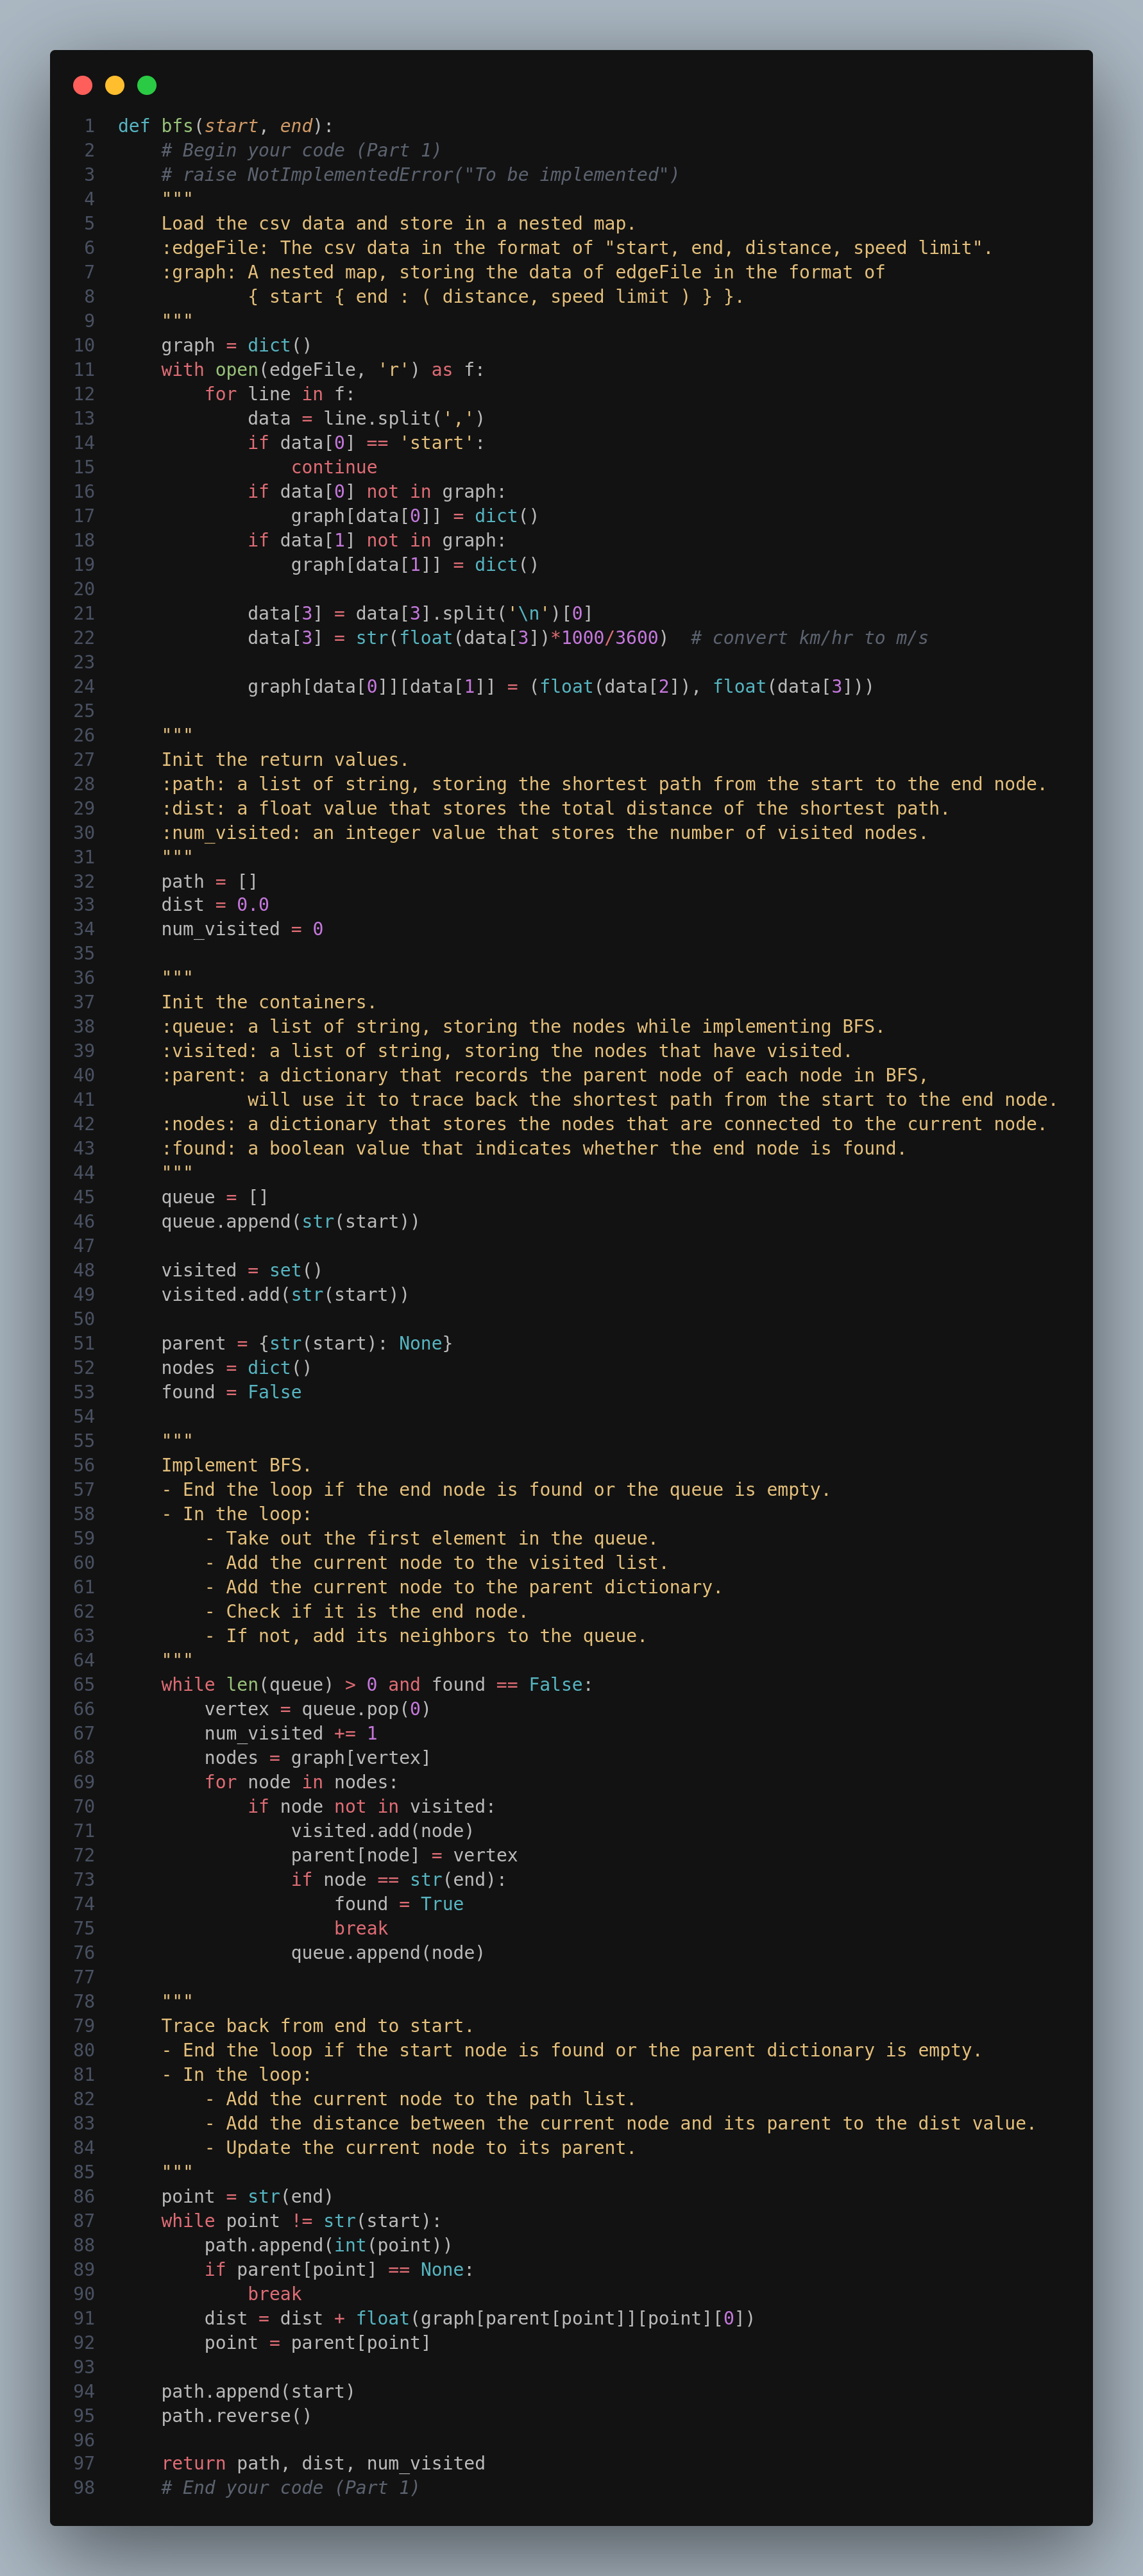 1 def bfs(start, end):
2     # Begin your code (Part 1)
3     # raise NotImplementedError("To be implemented")
4     """
5     Load the csv data and store in a nested map.
6     :edgeFile: The csv data in the format of "start, end, distance, speed limit".
7     :graph: A nested map, storing the data of edgeFile in the format of
8             { start { end : ( distance, speed limit ) } }.
9     """
10     graph = dict()
11     with open(edgeFile, 'r') as f:
12         for line in f:
13             data = line.split(',')
14             if data[0] == 'start':
15                 continue
16             if data[0] not in graph:
17                 graph[data[0]] = dict()
18             if data[1] not in graph:
19                 graph[data[1]] = dict()
20
21             data[3] = data[3].split('\n')[0]
22             data[3] = str(float(data[3])*1000/3600)  # convert km/hr to m/s
23
24             graph[data[0]][data[1]] = (float(data[2]), float(data[3]))
25
26     """
27     Init the return values.
28     :path: a list of string, storing the shortest path from the start to the end node.
29     :dist: a float value that stores the total distance of the shortest path.
30     :num_visited: an integer value that stores the number of visited nodes.
31     """
32     path = []
33     dist = 0.0
34     num_visited = 0
35
36     """
37     Init the containers.
38     :queue: a list of string, storing the nodes while implementing BFS.
39     :visited: a list of string, storing the nodes that have visited.
40     :parent: a dictionary that records the parent node of each node in BFS,
41             will use it to trace back the shortest path from the start to the end node.
42     :nodes: a dictionary that stores the nodes that are connected to the current node.
43     :found: a boolean value that indicates whether the end node is found.
44     """
45     queue = []
46     queue.append(str(start))
47
48     visited = set()
49     visited.add(str(start))
50
51     parent = {str(start): None}
52     nodes = dict()
53     found = False
54
55     """
56     Implement BFS.
57     - End the loop if the end node is found or the queue is empty.
58     - In the loop:
59         - Take out the first element in the queue.
60         - Add the current node to the visited list.
61         - Add the current node to the parent dictionary.
62         - Check if it is the end node.
63         - If not, add its neighbors to the queue.
64     """
65     while len(queue) > 0 and found == False:
66         vertex = queue.pop(0)
67         num_visited += 1
68         nodes = graph[vertex]
69         for node in nodes:
70             if node not in visited:
71                 visited.add(node)
72                 parent[node] = vertex
73                 if node == str(end):
74                     found = True
75                     break
76                 queue.append(node)
77
78     """
79     Trace back from end to start.
80     - End the loop if the start node is found or the parent dictionary is empty.
81     - In the loop:
82         - Add the current node to the path list.
83         - Add the distance between the current node and its parent to the dist value.
84         - Update the current node to its parent.
85     """
86     point = str(end)
87     while point != str(start):
88         path.append(int(point))
89         if parent[point] == None:
90             break
91         dist = dist + float(graph[parent[point]][point][0])
92         point = parent[point]
93
94     path.append(start)
95     path.reverse()
96
97     return path, dist, num_visited
98     # End your code (Part 1)